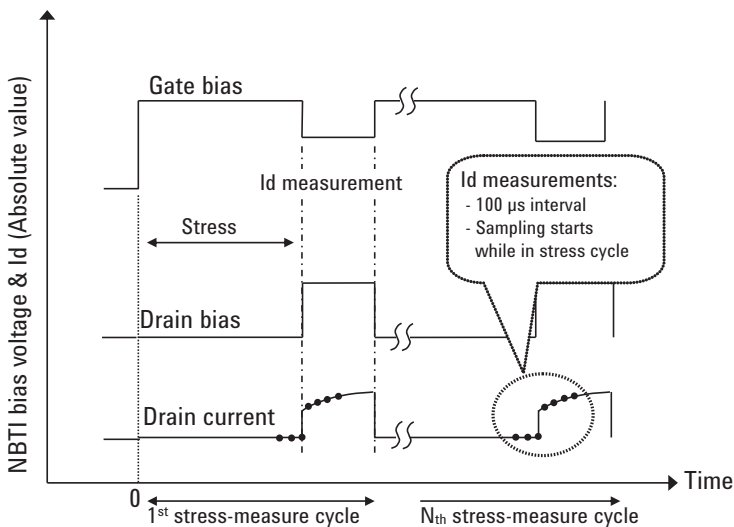 NBTI bias voltage & Id (Absolute value)
Gate bias
Id measurement
Id measurements:
- 100 µs interval
- Sampling starts
while in stress cycle
Stress
Drain bias
Drain current
0
Time
1st stress-measure cycle
Nth stress-measure cycle